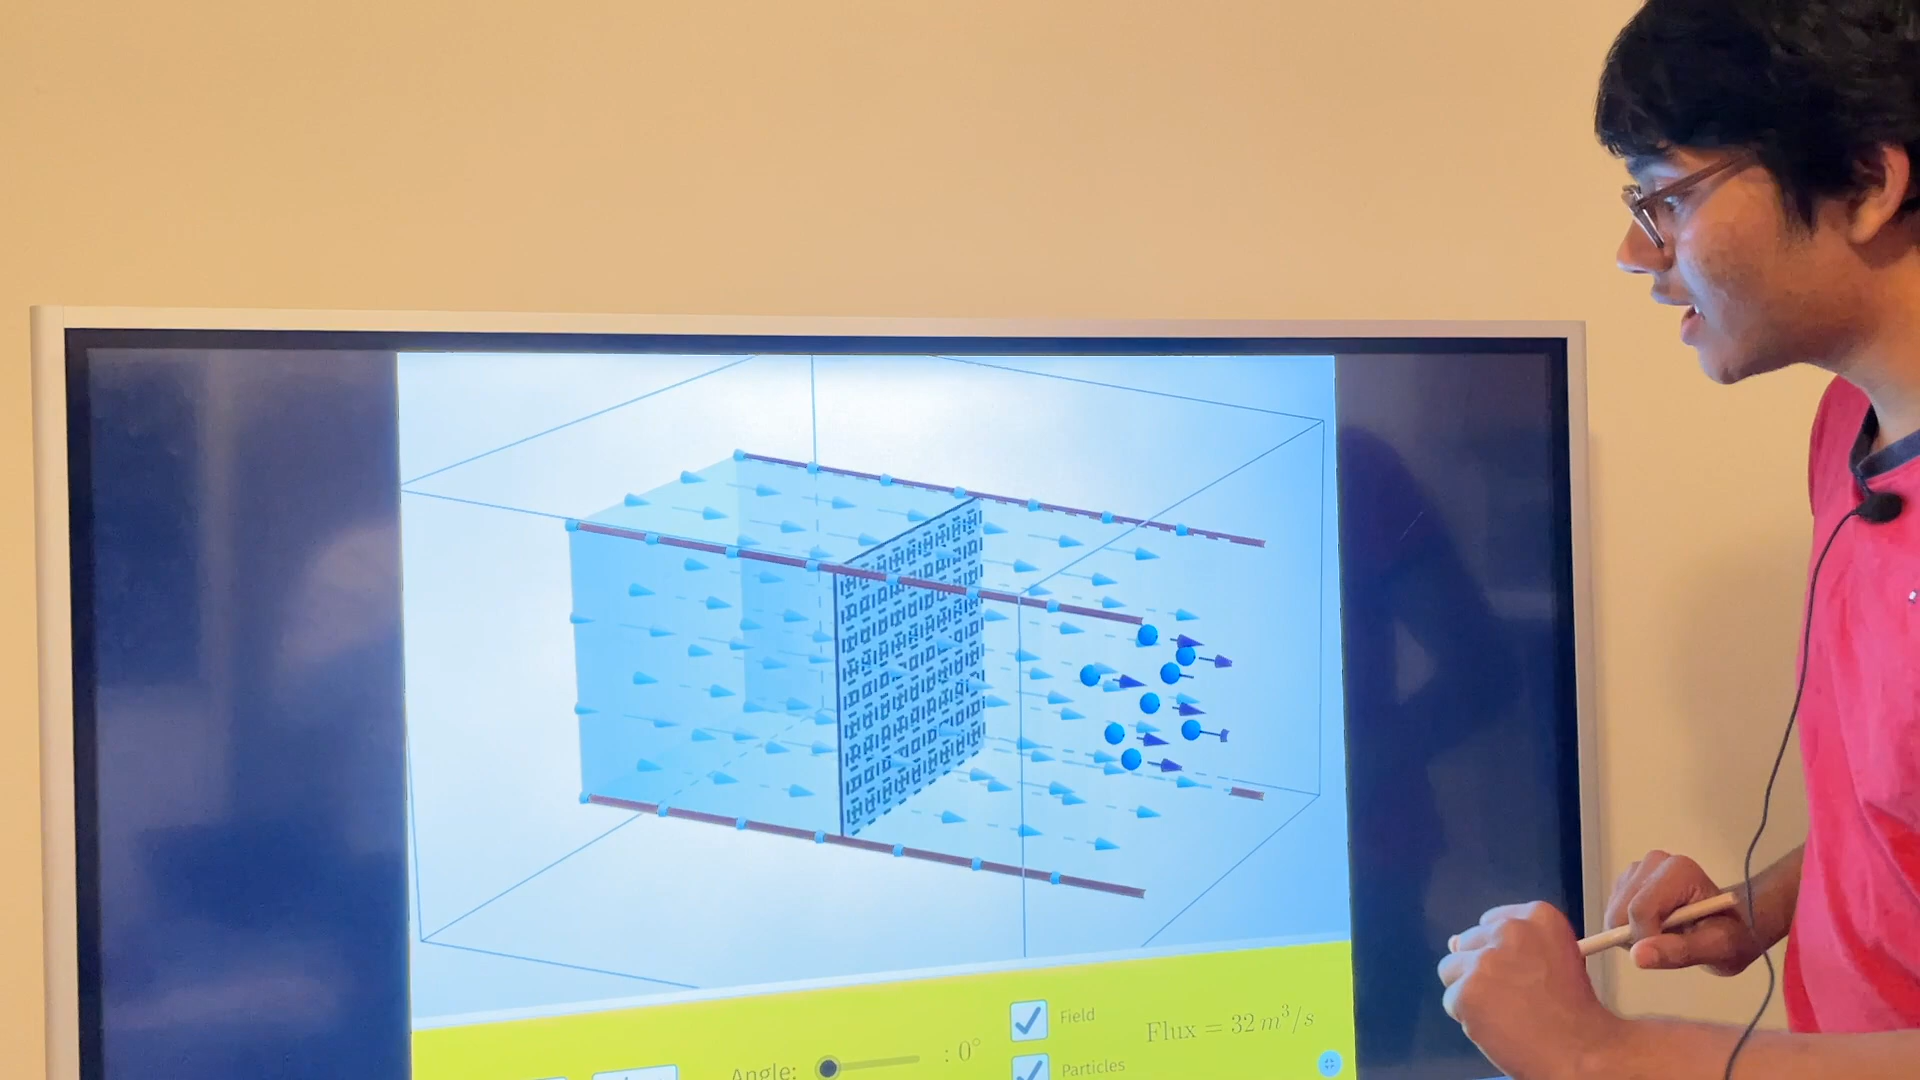 Field
Flux = 32 m³/s
Angle: : 0°
Particles